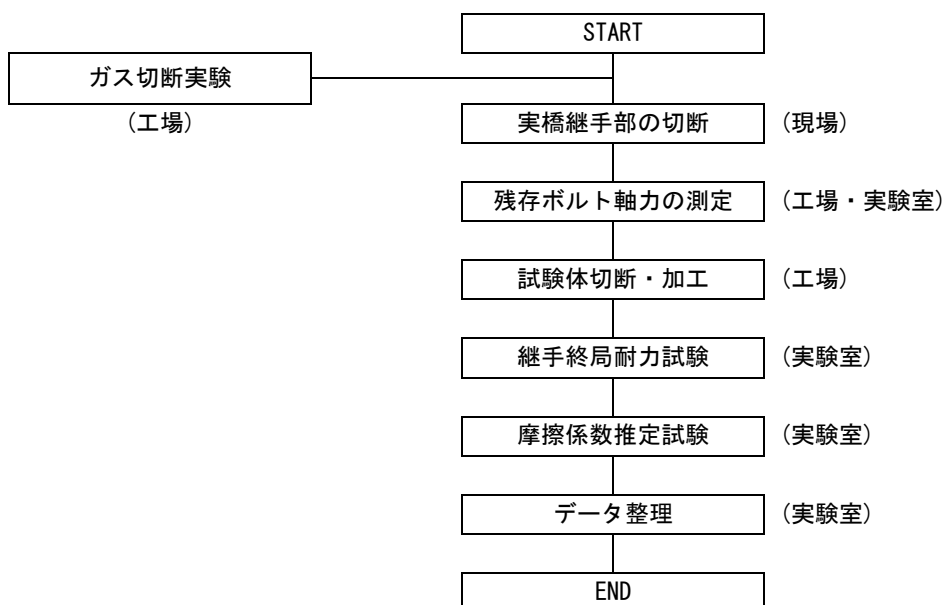 START
ガス切断実験
(工場)
実橋継手部の切断 (現場)
残存ボルト軸力の測定 (工場・実験室)
試験体切断・加工 (工場)
継手終局耐力試験 (実験室)
摩擦係数推定試験 (実験室)
データ整理 (実験室)
END